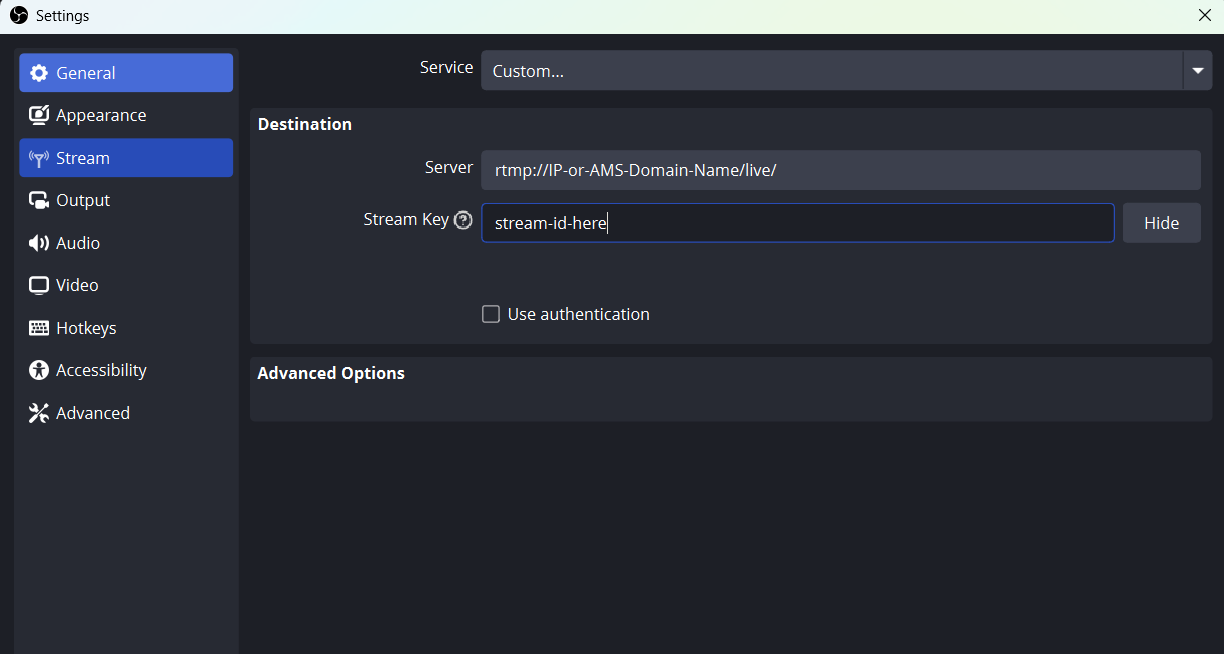 Settings
General
Appearance
Stream
Output
Audio
Video
Hotkeys
Accessibility
Advanced
Service Custom...
Destination
Server rtmp://IP-or-AMS-Domain-Name/live/
Stream Key ? stream-id-here Hide
Use authentication
Advanced Options